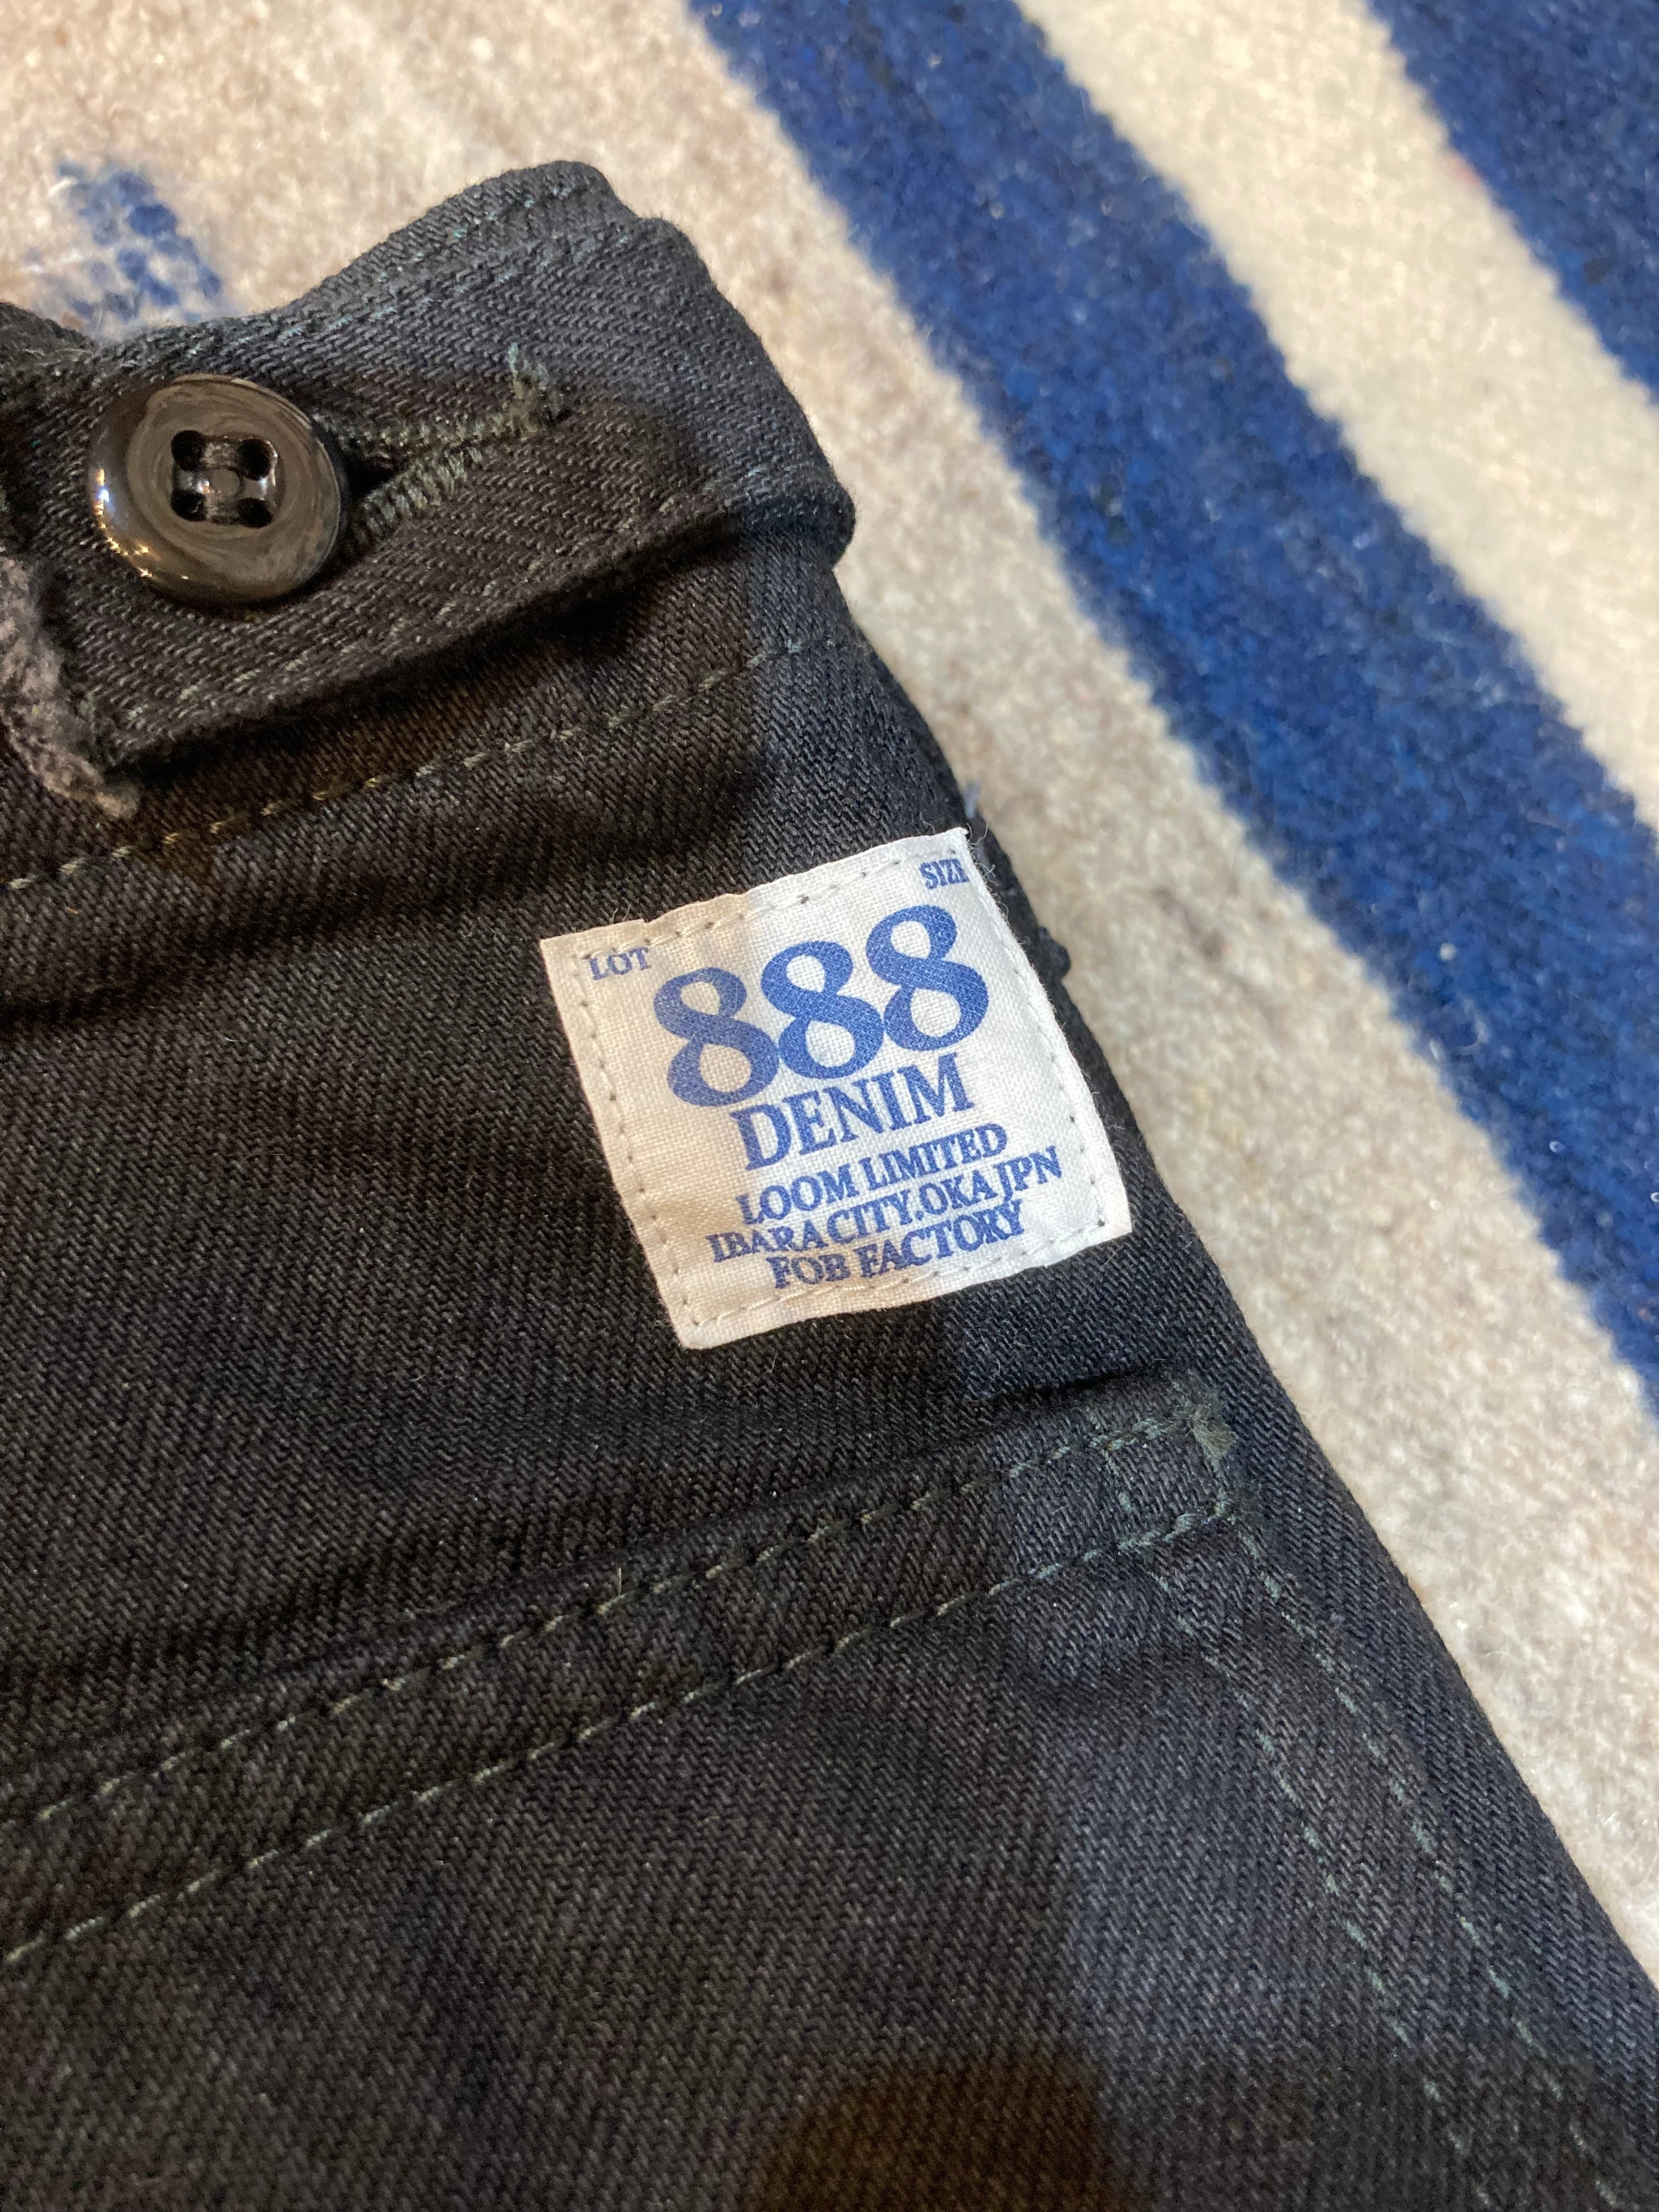 LOT SIZE
888
DENIM
LOOM LIMITED
IBARA CITY.OKA JPN
FOB FACTORY